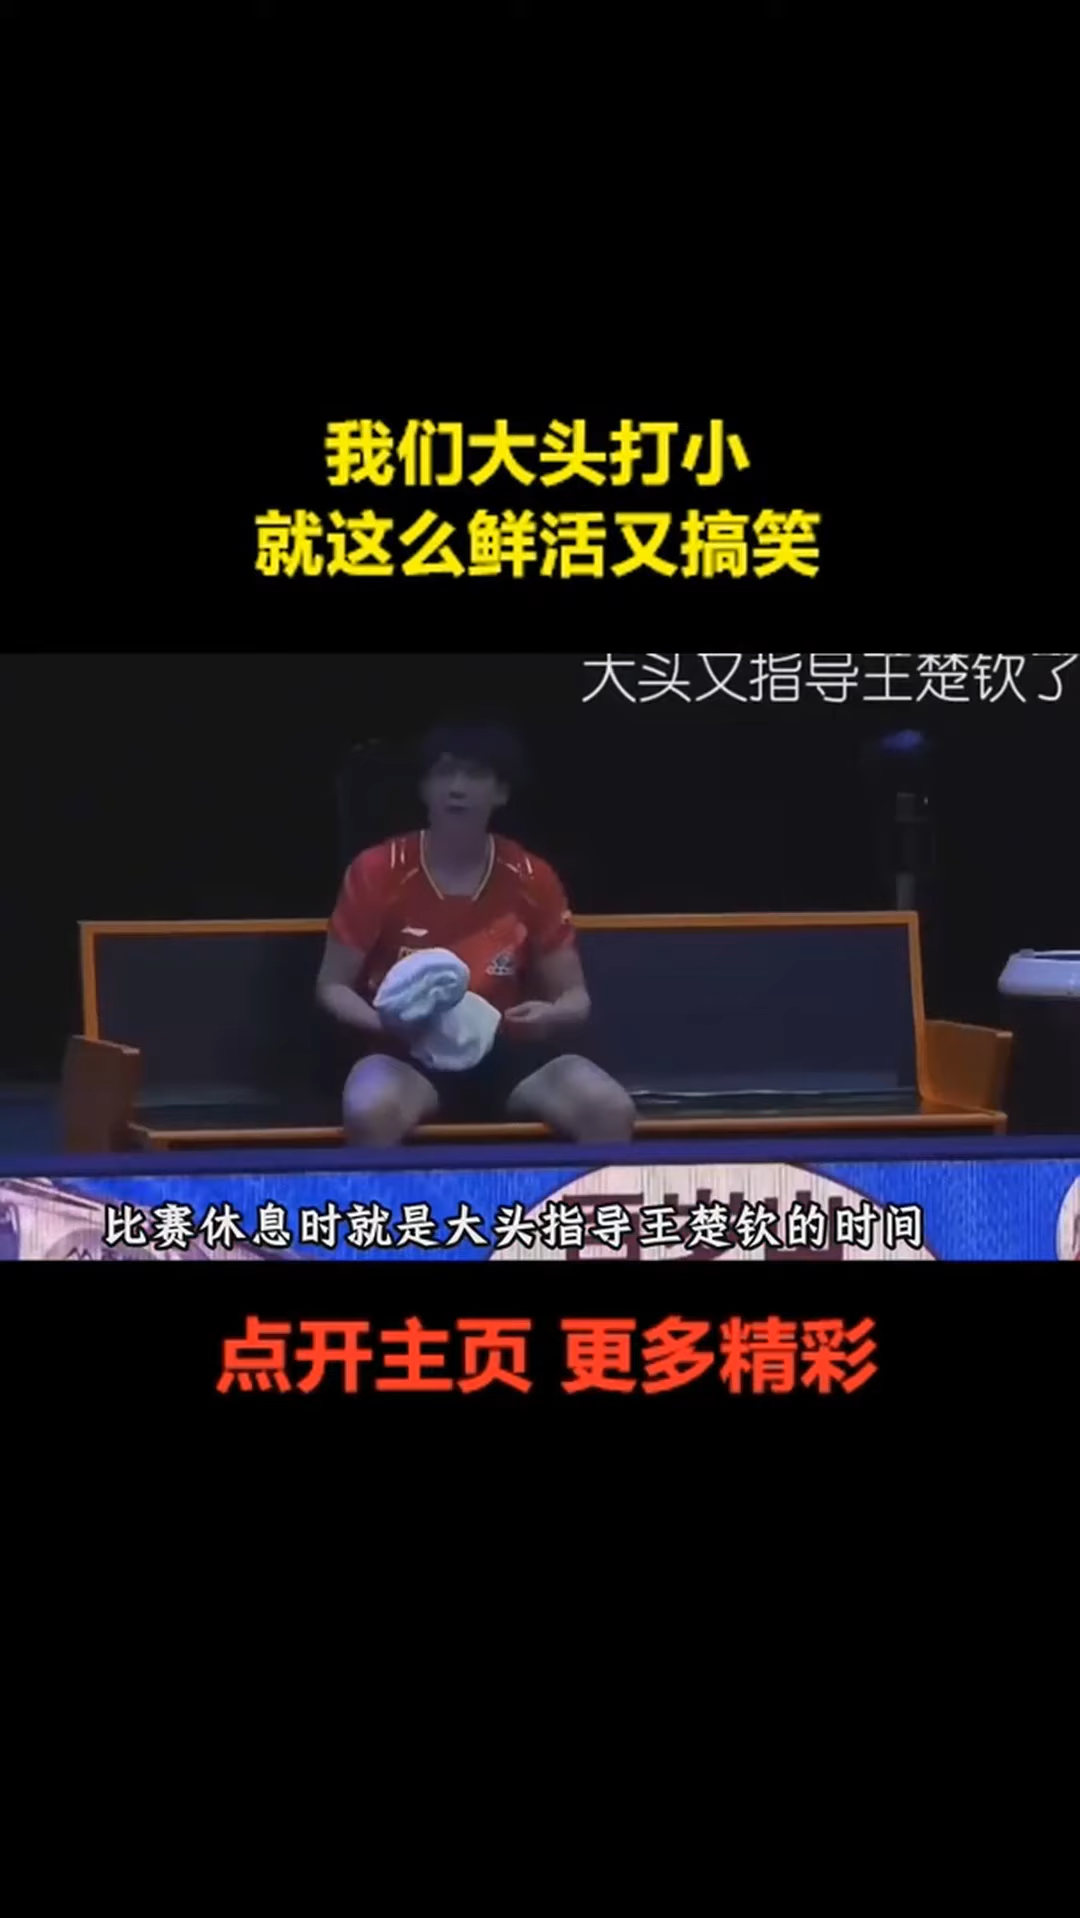 我们大头打小
就这么鲜活又搞笑
大头又指导王楚钦了
比赛休息时就是大头指导王楚钦的时间
点开主页 更多精彩